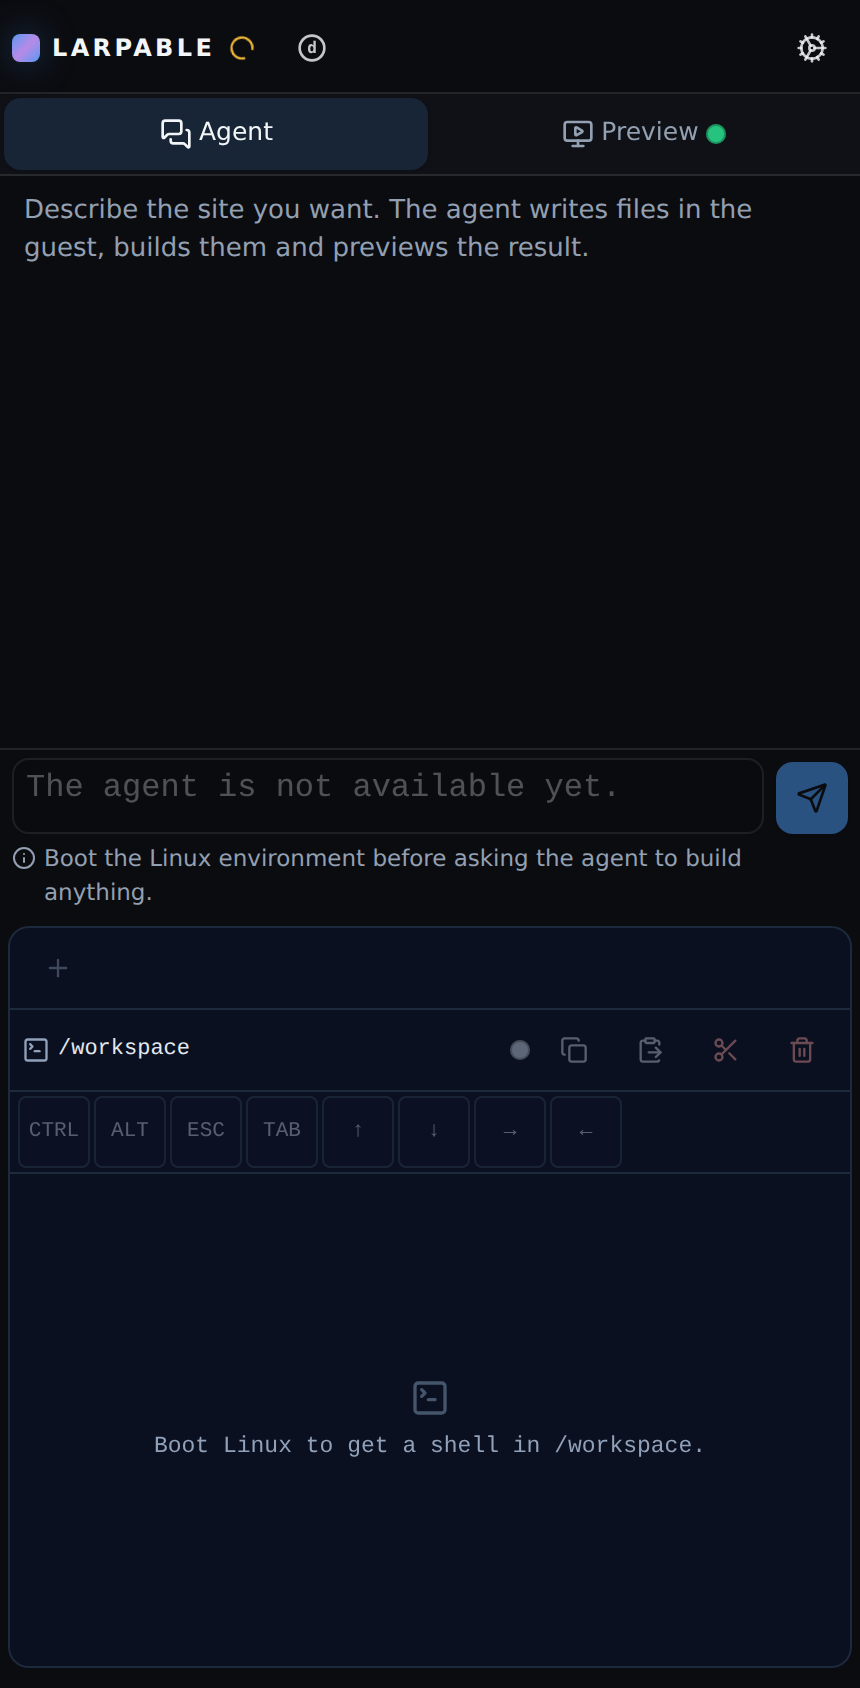 LARPABLE d
Agent
Preview
Describe the site you want. The agent writes files in the
guest, builds them and previews the result.
The agent is not available yet.
Boot the Linux environment before asking the agent to build
anything.
/workspace
CTRL ALT ESC TAB ↑ ↓ → ←
Boot Linux to get a shell in /workspace.